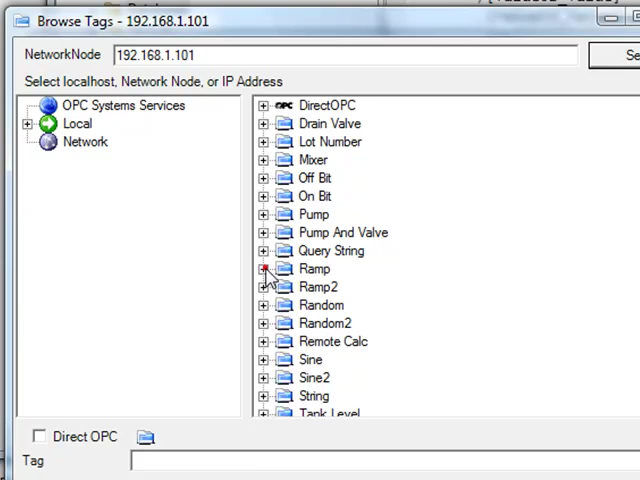 Browse Tags - 192.168.1.101
NetworkNode
192.168.1.101
Select localhost, Network Node, or IP Address
OPC Systems Services
Local
Network
OPC DirectOPC
Drain Valve
Lot Number
Mixer
Off Bit
On Bit
Pump
Pump And Valve
Query String
Ramp
Ramp2
Random
Random2
Remote Calc
Sine
Sine2
String
Tank Level
Direct OPC
Tag